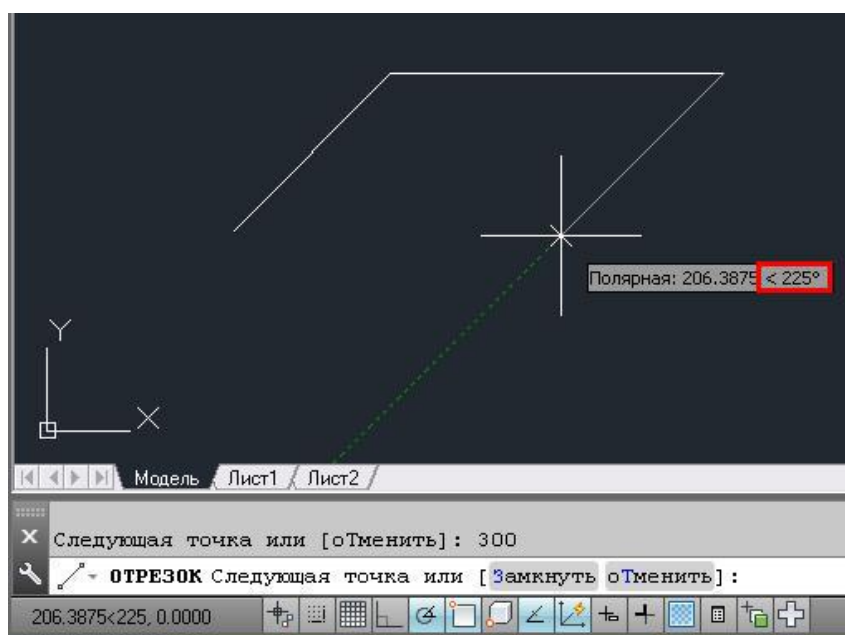 Полярная: 206.3875 < 225°
Y
X
Модель Лист1 Лист2
Следующая точка или [оТменить]: 300
ОТРЕЗОК Следующая точка или [Замкнуть оТменить]:
206.3875<225, 0.0000